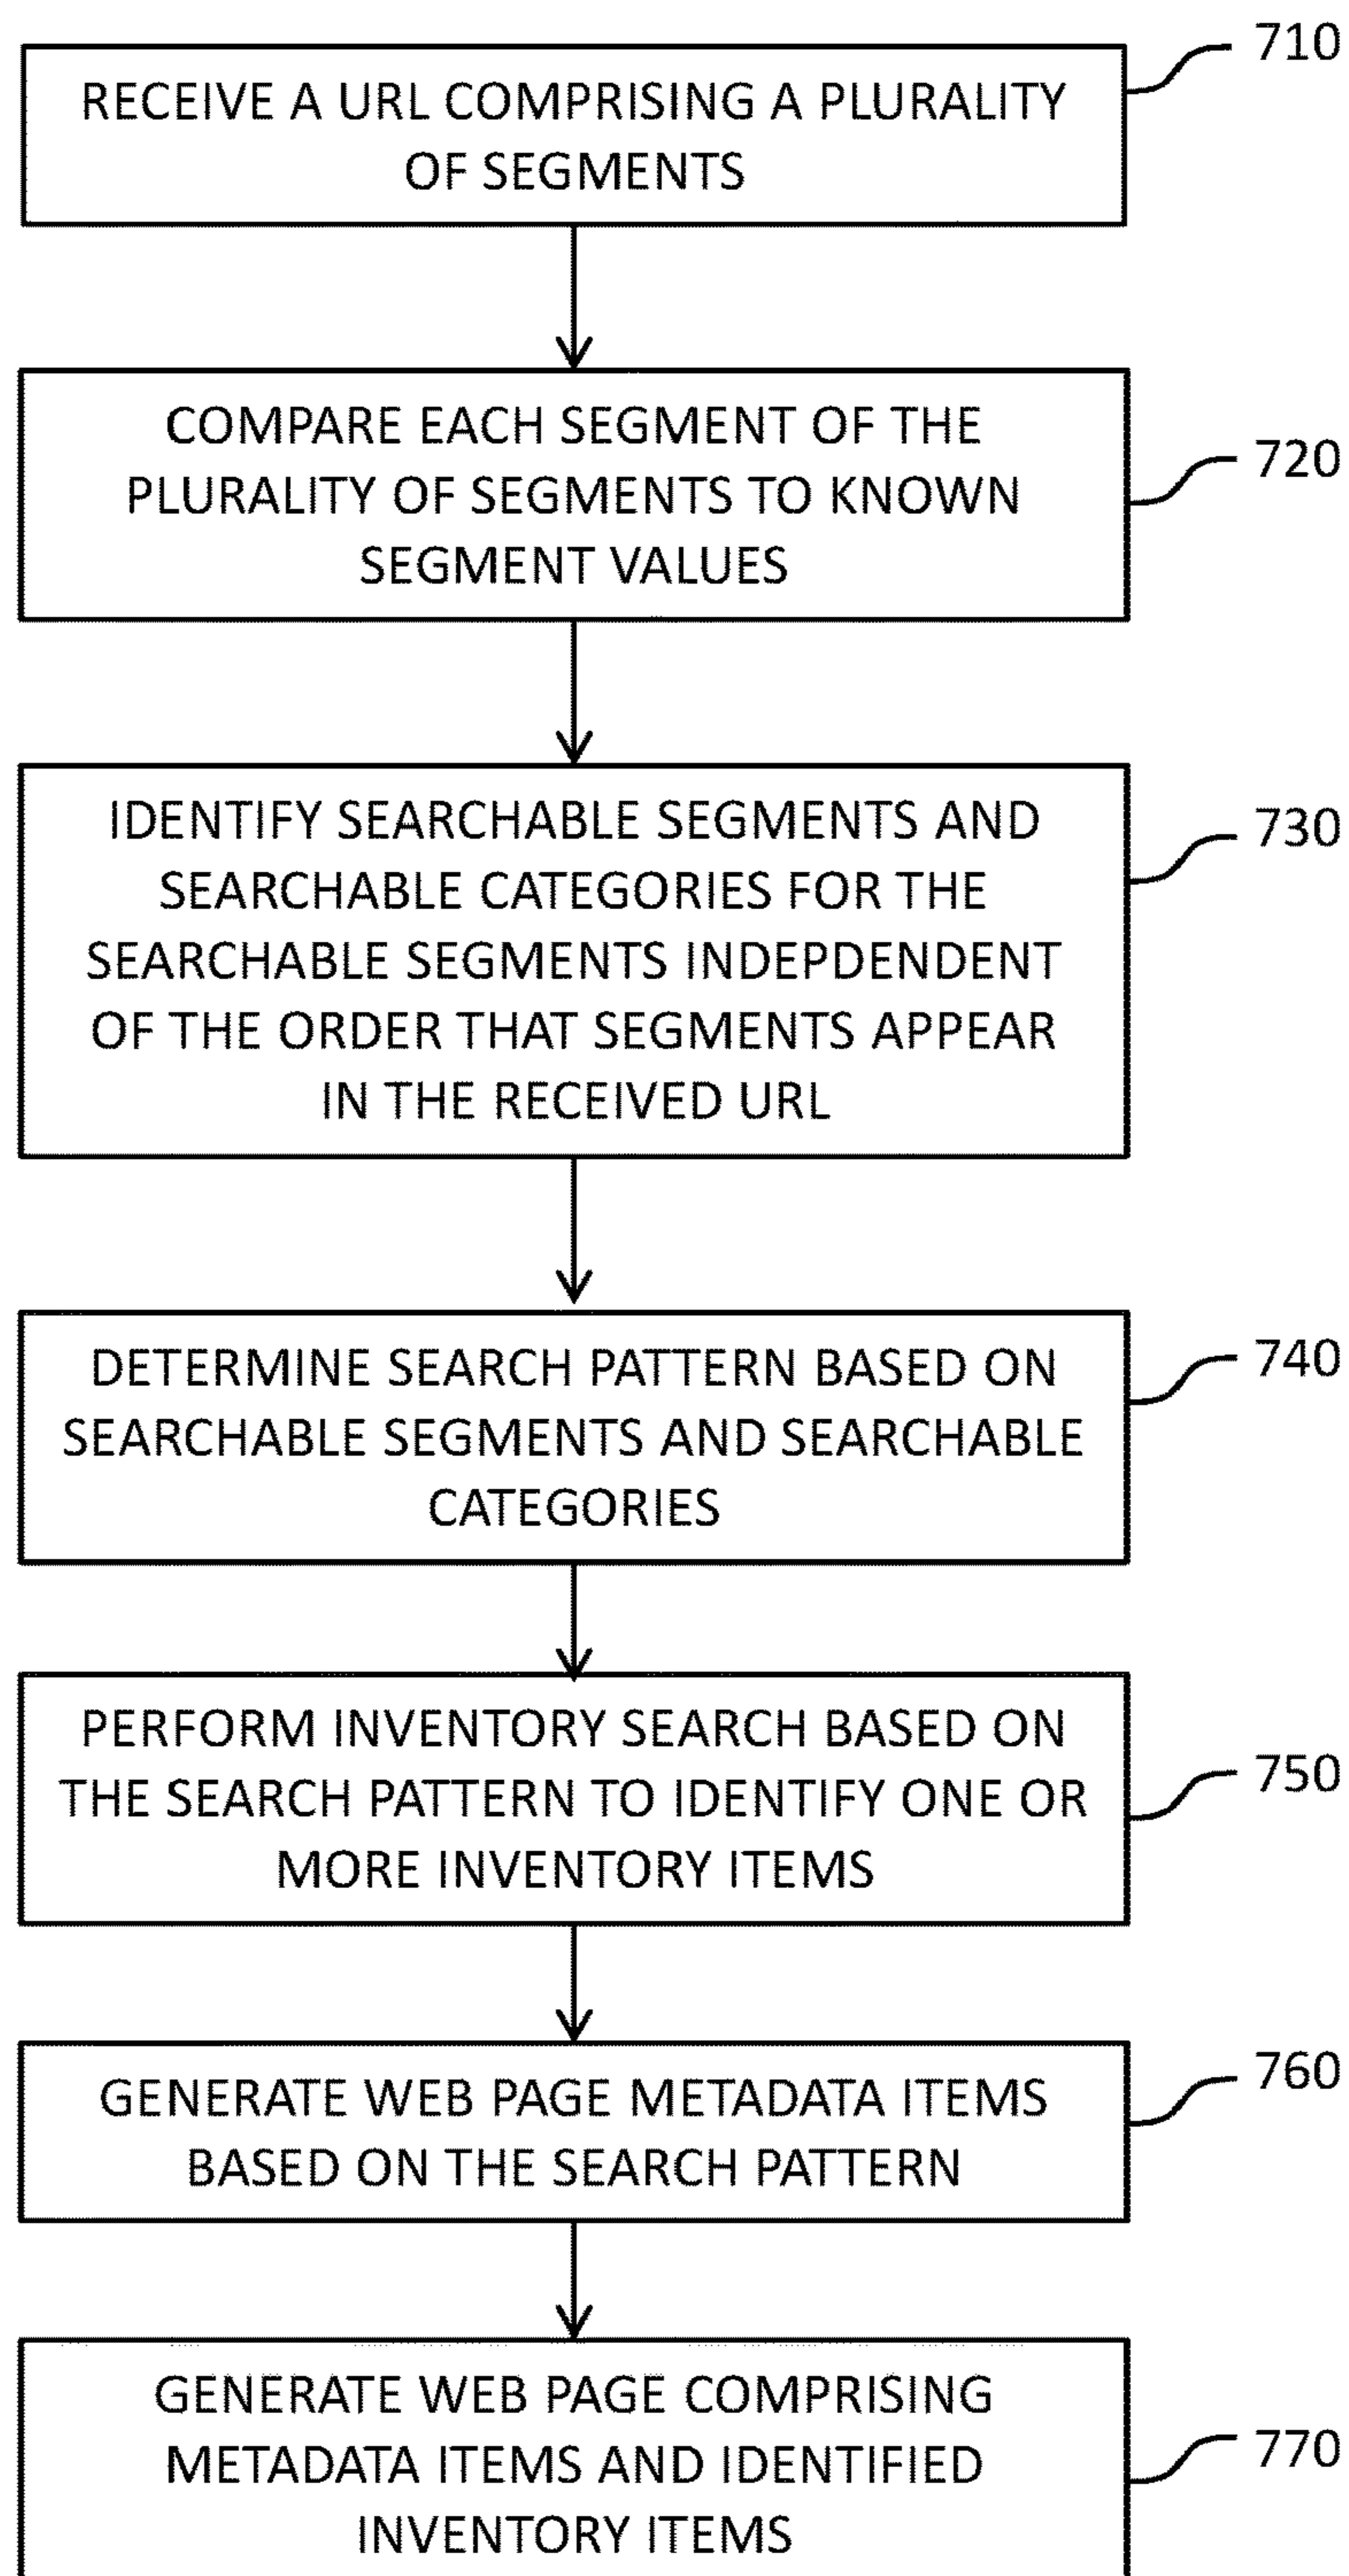 710
RECEIVE A URL COMPRISING A PLURALITY
OF SEGMENTS
COMPARE EACH SEGMENT OF THE
PLURALITY OF SEGMENTS TO KNOWN
SEGMENT VALUES
720
IDENTIFY SEARCHABLE SEGMENTS AND
SEARCHABLE CATEGORIES FOR THE
SEARCHABLE SEGMENTS INDEPDENDENT
OF THE ORDER THAT SEGMENTS APPEAR
IN THE RECEIVED URL
730
DETERMINE SEARCH PATTERN BASED ON
SEARCHABLE SEGMENTS AND SEARCHABLE
CATEGORIES
740
PERFORM INVENTORY SEARCH BASED ON
THE SEARCH PATTERN TO IDENTIFY ONE OR
MORE INVENTORY ITEMS
750
GENERATE WEB PAGE METADATA ITEMS
BASED ON THE SEARCH PATTERN
760
GENERATE WEB PAGE COMPRISING
METADATA ITEMS AND IDENTIFIED
INVENTORY ITEMS
770